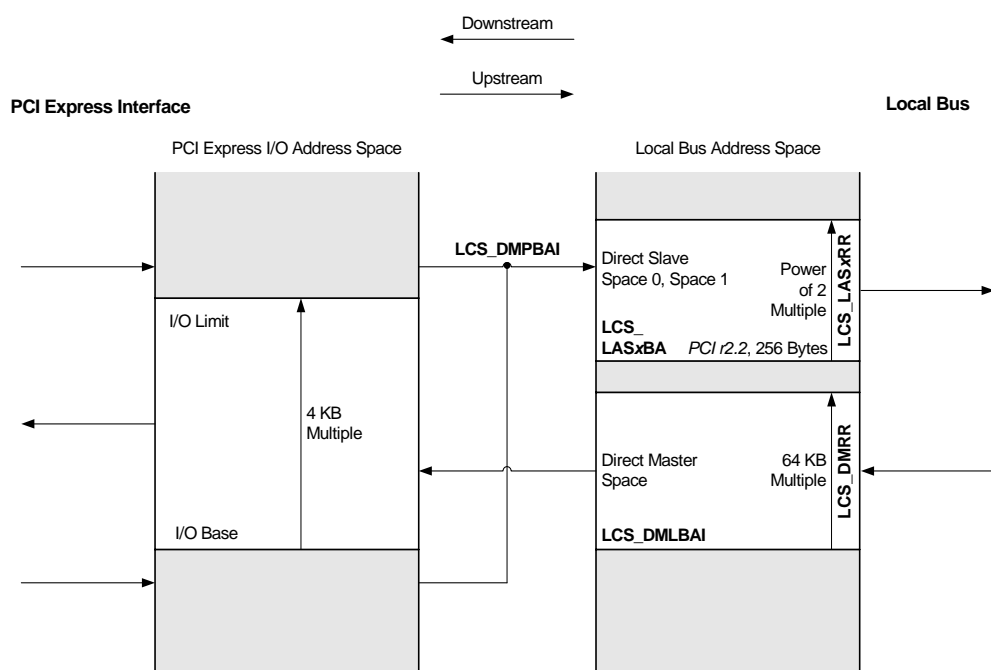 Downstream
Upstream
PCI Express Interface
Local Bus
PCI Express I/O Address Space
Local Bus Address Space
LCS_DMPBAI
Direct Slave
Space 0, Space 1
Power
of 2
Multiple
LCS_LASxRR
LCS_
LASxBA
PCI r2.2, 256 Bytes
I/O Limit
4 KB
Multiple
I/O Base
Direct Master
Space
64 KB
Multiple
LCS_DMRR
LCS_DMLBAI